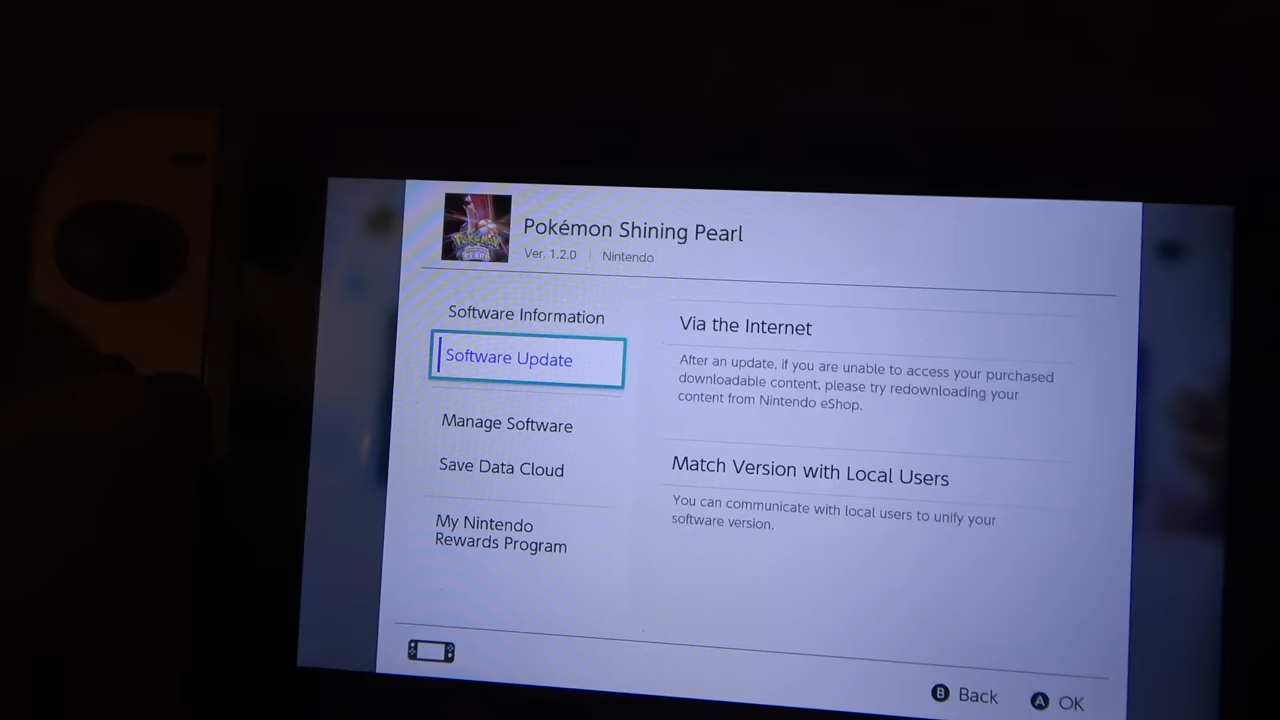 Pokémon Shining Pearl
Ver. 1.2.0 | Nintendo
Software Information
Software Update
Manage Software
Save Data Cloud
My Nintendo
Rewards Program
Via the Internet
After an update, if you are unable to access your purchased
downloadable content, please try redownloading your
content from Nintendo eShop.
Match Version with Local Users
You can communicate with local users to unify your
software version.
B Back
A OK